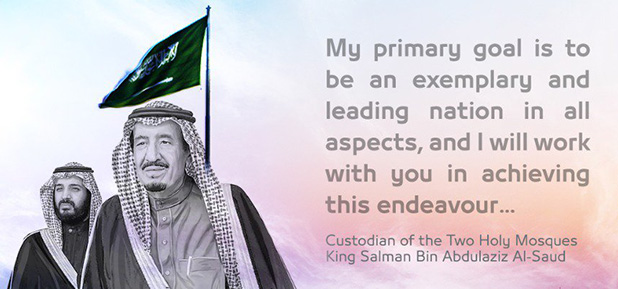 My primary goal is to
be an exemplary and
leading nation in all
aspects, and I will work
with you in achieving
this endeavour...
Custodian of the Two Holy Mosques
King Salman Bin Abdulaziz Al-Saud